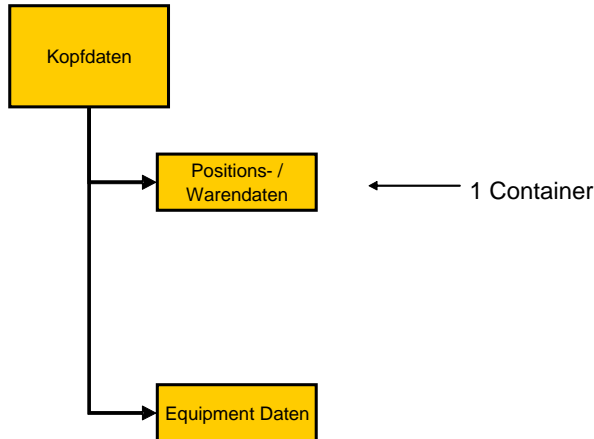 Kopfdaten
Positions- /
Warendaten
1 Container
Equipment Daten